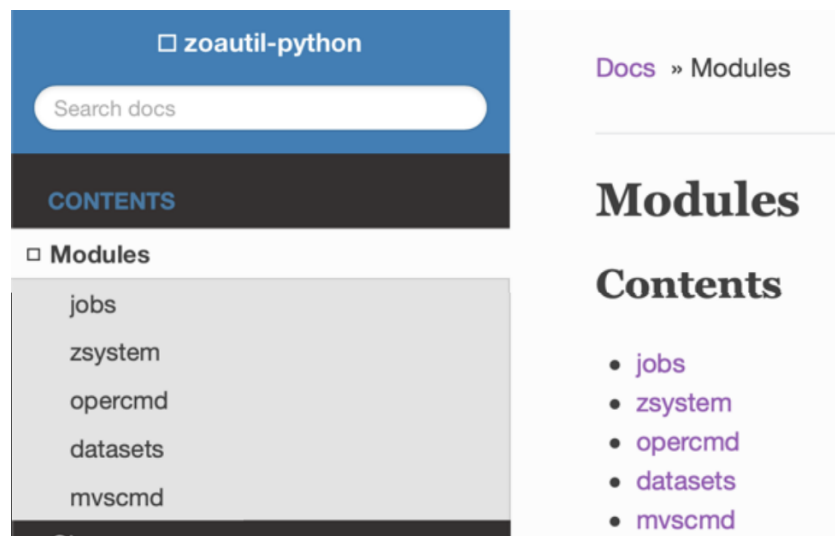 zoautil-python
Search docs
CONTENTS
Modules
jobs
zsystem
opercmd
datasets
mvscmd
Docs » Modules
Modules
Contents
• jobs
• zsystem
• opercmd
• datasets
• mvscmd